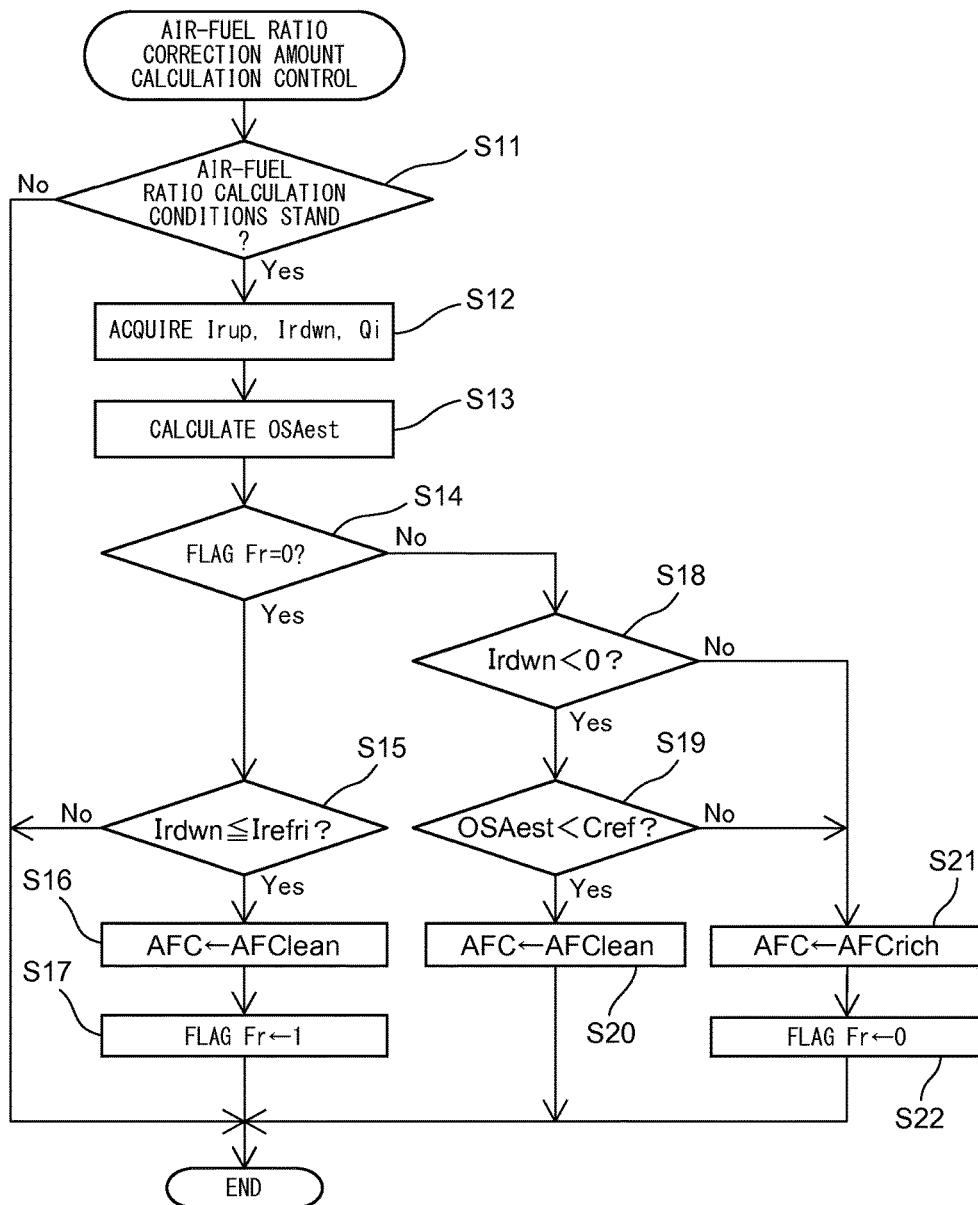 AIR-FUEL RATIO
CORRECTION AMOUNT
CALCULATION CONTROL
S11
AIR-FUEL
RATIO CALCULATION
CONDITIONS STAND
?
No
Yes
S12
ACQUIRE Irup, Irdwn, Qi
S13
CALCULATE OSAest
S14
FLAG Fr=0?
No
Yes
S18
Irdwn<0?
No
Yes
S15
Irdwn≦Irefri?
No
Yes
S19
OSAest<Cref?
No
Yes
S16
AFC←AFClean
AFC←AFClean
S20
S21
AFC←AFCrich
S17
FLAG Fr←1
FLAG Fr←0
S22
END